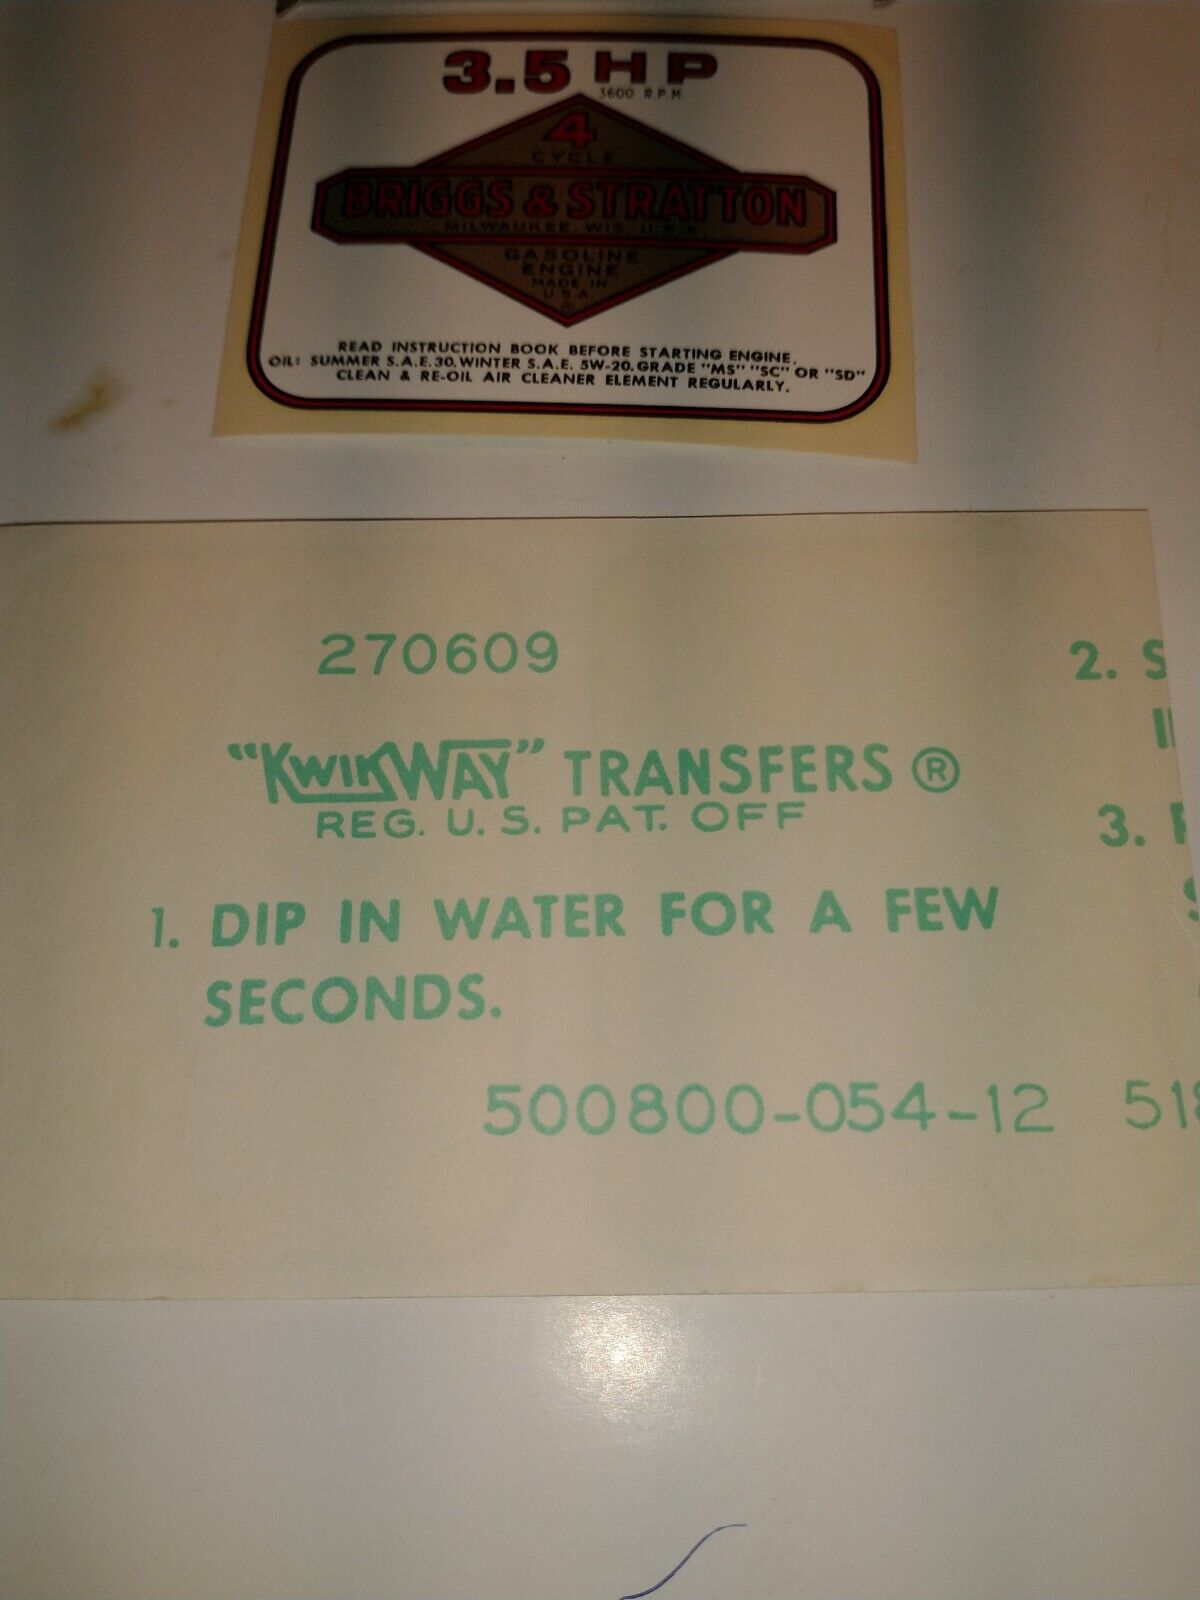 3.5 HP
3600 R.P.M.
4
CYCLE
BRIGGS & STRATTON
MILWAUKEE, WIS. U.S.A.
GASOLINE
ENGINE
MADE IN
U.S.A.
READ INSTRUCTION BOOK BEFORE STARTING ENGINE.
OIL: SUMMER S.A.E. 30. WINTER S.A.E. 5W-20. GRADE "MS" "SC" OR "SD"
CLEAN & RE-OIL AIR CLEANER ELEMENT REGULARLY.
270609
"KWIKWAY" TRANSFERS ®
REG. U. S. PAT. OFF
1. DIP IN WATER FOR A FEW
SECONDS.
500800-054-12
2.
3.